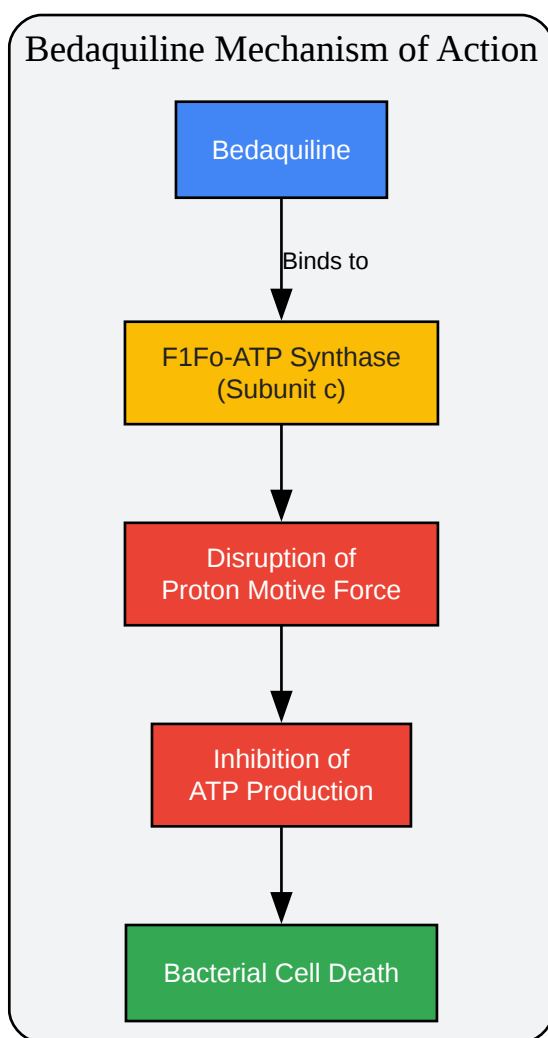 Bedaquiline Mechanism of Action
Bedaquiline
Binds to
F1Fo-ATP Synthase
(Subunit c)
Disruption of
Proton Motive Force
Inhibition of
ATP Production
Bacterial Cell Death